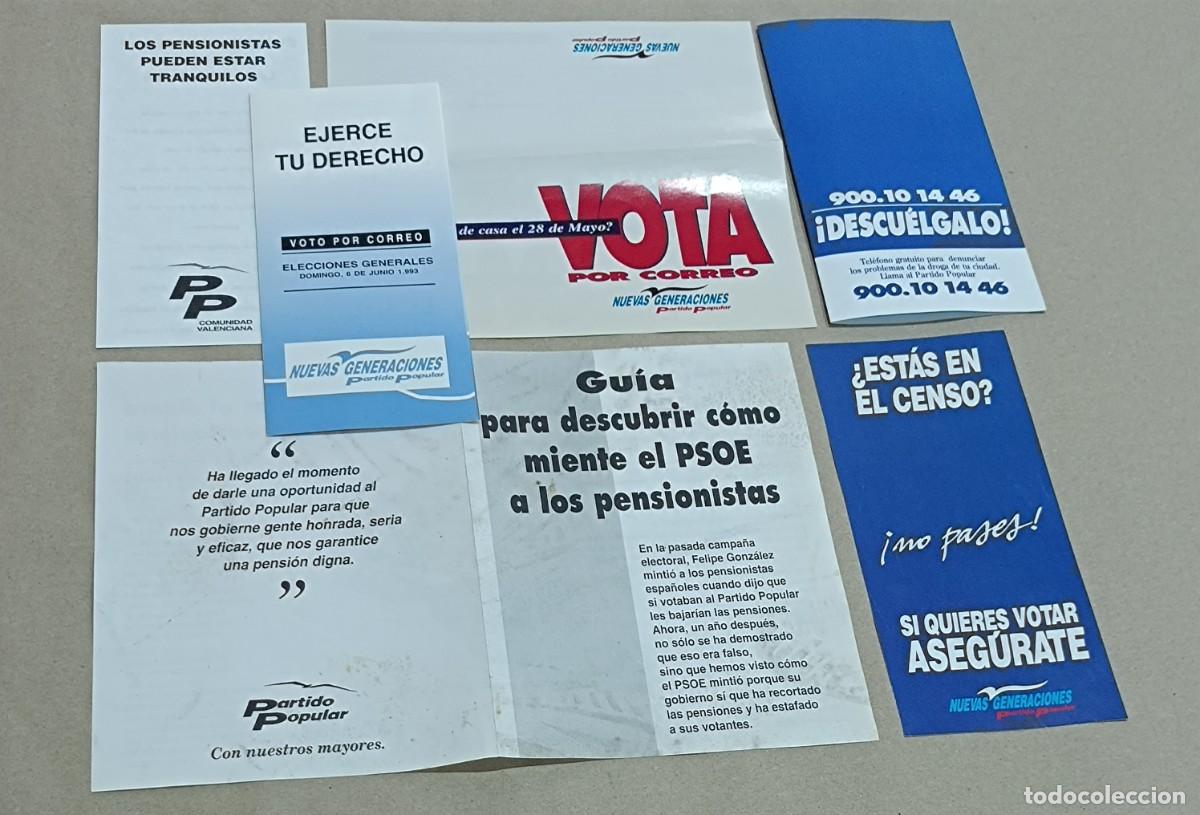 LOS PENSIONISTAS
PUEDEN ESTAR
TRANQUILOS
PP
COMUNIDAD
VALENCIANA
EJERCE
TU DERECHO
VOTO POR CORREO
ELECCIONES GENERALES
DOMINGO, 6 DE JUNIO 1.993
NUEVAS GENERACIONES
Partido Popular
NUEVAS GENERACIONES
Partido Popular
VOTA
de casa el 28 de Mayo?
POR CORREO
NUEVAS GENERACIONES
Partido Popular
900.10 14 46
¡DESCUÉLGALO!
Teléfono gratuito para denunciar
los problemas de la droga de tu ciudad.
Llama al Partido Popular
900.10 14 46
“
Ha llegado el momento
de darle una oportunidad al
Partido Popular para que
nos gobierne gente honrada, seria
y eficaz, que nos garantice
una pensión digna.
”
Partido
Popular
Con nuestros mayores.
Guía
para descubrir cómo
miente el PSOE
a los pensionistas
En la pasada campaña
electoral, Felipe González
mintió a los pensionistas
españoles cuando dijo que
si votaban al Partido Popular
les bajarían las pensiones.
Ahora, un año después,
no sólo se ha demostrado
que eso era falso,
sino que hemos visto cómo
el PSOE mintió porque su
gobierno sí que ha recortado
las pensiones y ha estafado
a sus votantes.
¿ESTÁS EN
EL CENSO?
¡no pases!
SI QUIERES VOTAR
ASEGÚRATE
NUEVAS GENERACIONES
Partido Popular
todocoleccion